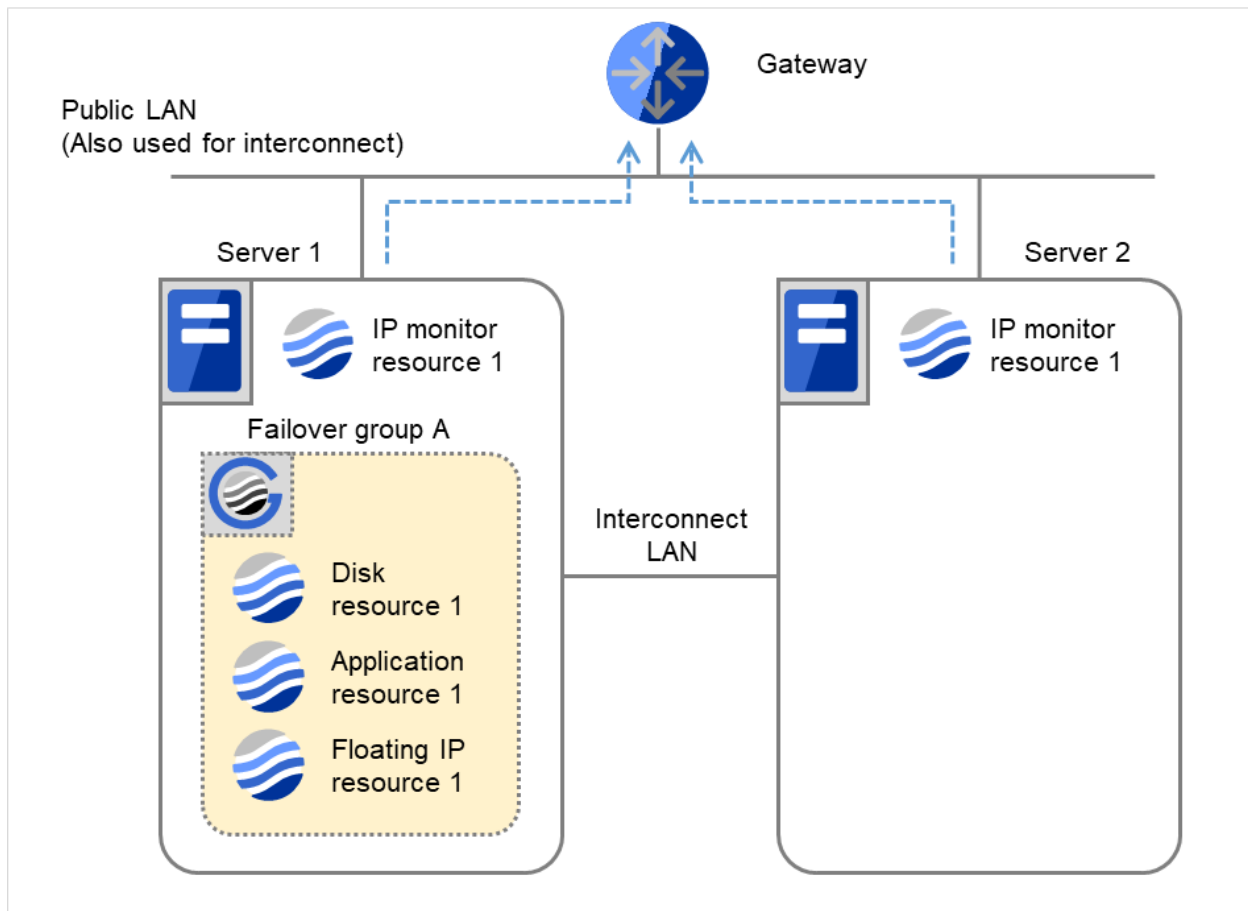 Gateway
Public LAN
(Also used for interconnect)
Server 1
Server 2
IP monitor
resource 1
IP monitor
resource 1
Failover group A
Interconnect
LAN
Disk
resource 1
Application
resource 1
Floating IP
resource 1